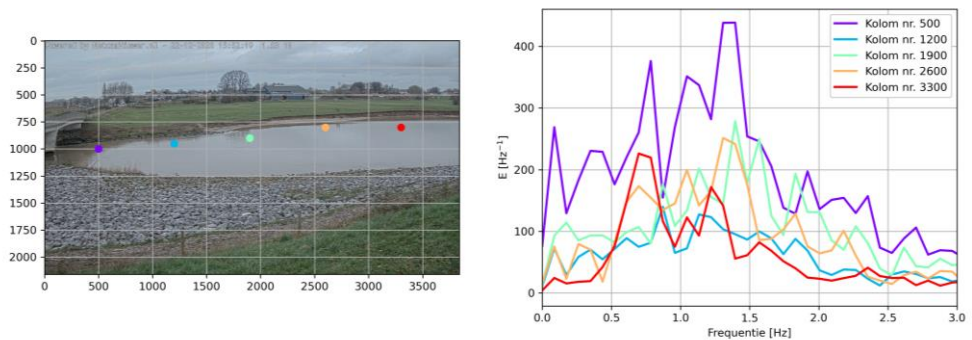 0
250
500
750
1000
1250
1500
1750
2000
0 500 1000 1500 2000 2500 3000 3500
E [Hz⁻¹]
400
300
200
100
0
Kolom nr. 500
Kolom nr. 1200
Kolom nr. 1900
Kolom nr. 2600
Kolom nr. 3300
0.0 0.5 1.0 1.5 2.0 2.5 3.0
Frequentie [Hz]